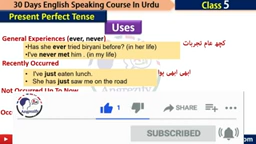 30 Days English Speaking Course In Urdu
Class 5
Present Perfect Tense
Uses
General Experiences (ever, never)
کچھ عام تجربات
•Has she ever tried biryani before? (in her life)
•I've never met him . (in my life)
Recently Occurred
ابھی ابھی ہوا
• I've just eaten lunch.
• She has just saw me on the road
Not Occurred Up To Now
1
SHARE
SUBSCRIBED